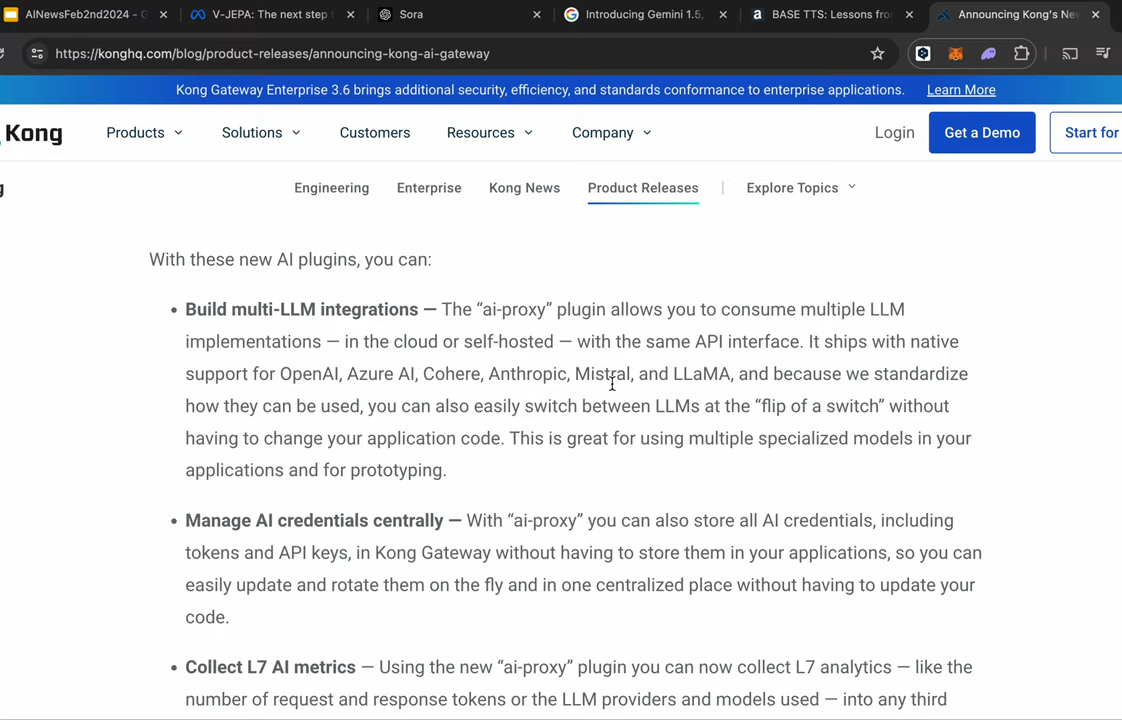 AINewsFeb2nd2024 - G
V-JEPA: The next step
Sora
Introducing Gemini 1.5,
BASE TTS: Lessons fro
Announcing Kong's Ne
https://konghq.com/blog/product-releases/announcing-kong-ai-gateway
Kong Gateway Enterprise 3.6 brings additional security, efficiency, and standards conformance to enterprise applications. Learn More
Kong
Products
Solutions
Customers
Resources
Company
Login
Get a Demo
Start for
g
Engineering
Enterprise
Kong News
Product Releases
Explore Topics
With these new AI plugins, you can:
• Build multi-LLM integrations — The “ai-proxy” plugin allows you to consume multiple LLM
implementations — in the cloud or self-hosted — with the same API interface. It ships with native
support for OpenAI, Azure AI, Cohere, Anthropic, Mistral, and LLaMA, and because we standardize
how they can be used, you can also easily switch between LLMs at the “flip of a switch” without
having to change your application code. This is great for using multiple specialized models in your
applications and for prototyping.
• Manage AI credentials centrally — With “ai-proxy” you can also store all AI credentials, including
tokens and API keys, in Kong Gateway without having to store them in your applications, so you can
easily update and rotate them on the fly and in one centralized place without having to update your
code.
• Collect L7 AI metrics — Using the new “ai-proxy” plugin you can now collect L7 analytics — like the
number of request and response tokens or the LLM providers and models used — into any third